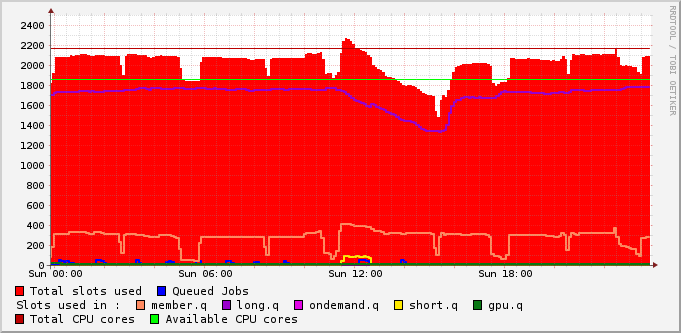 RRDTOOL / TOBI OETIKER
2400
2200
2000
1800
1600
1400
1200
1000
800
600
400
200
0
Sun 00:00 Sun 06:00 Sun 12:00 Sun 18:00
Total slots used Queued Jobs
Slots used in : member.q long.q ondemand.q short.q gpu.q
Total CPU cores Available CPU cores